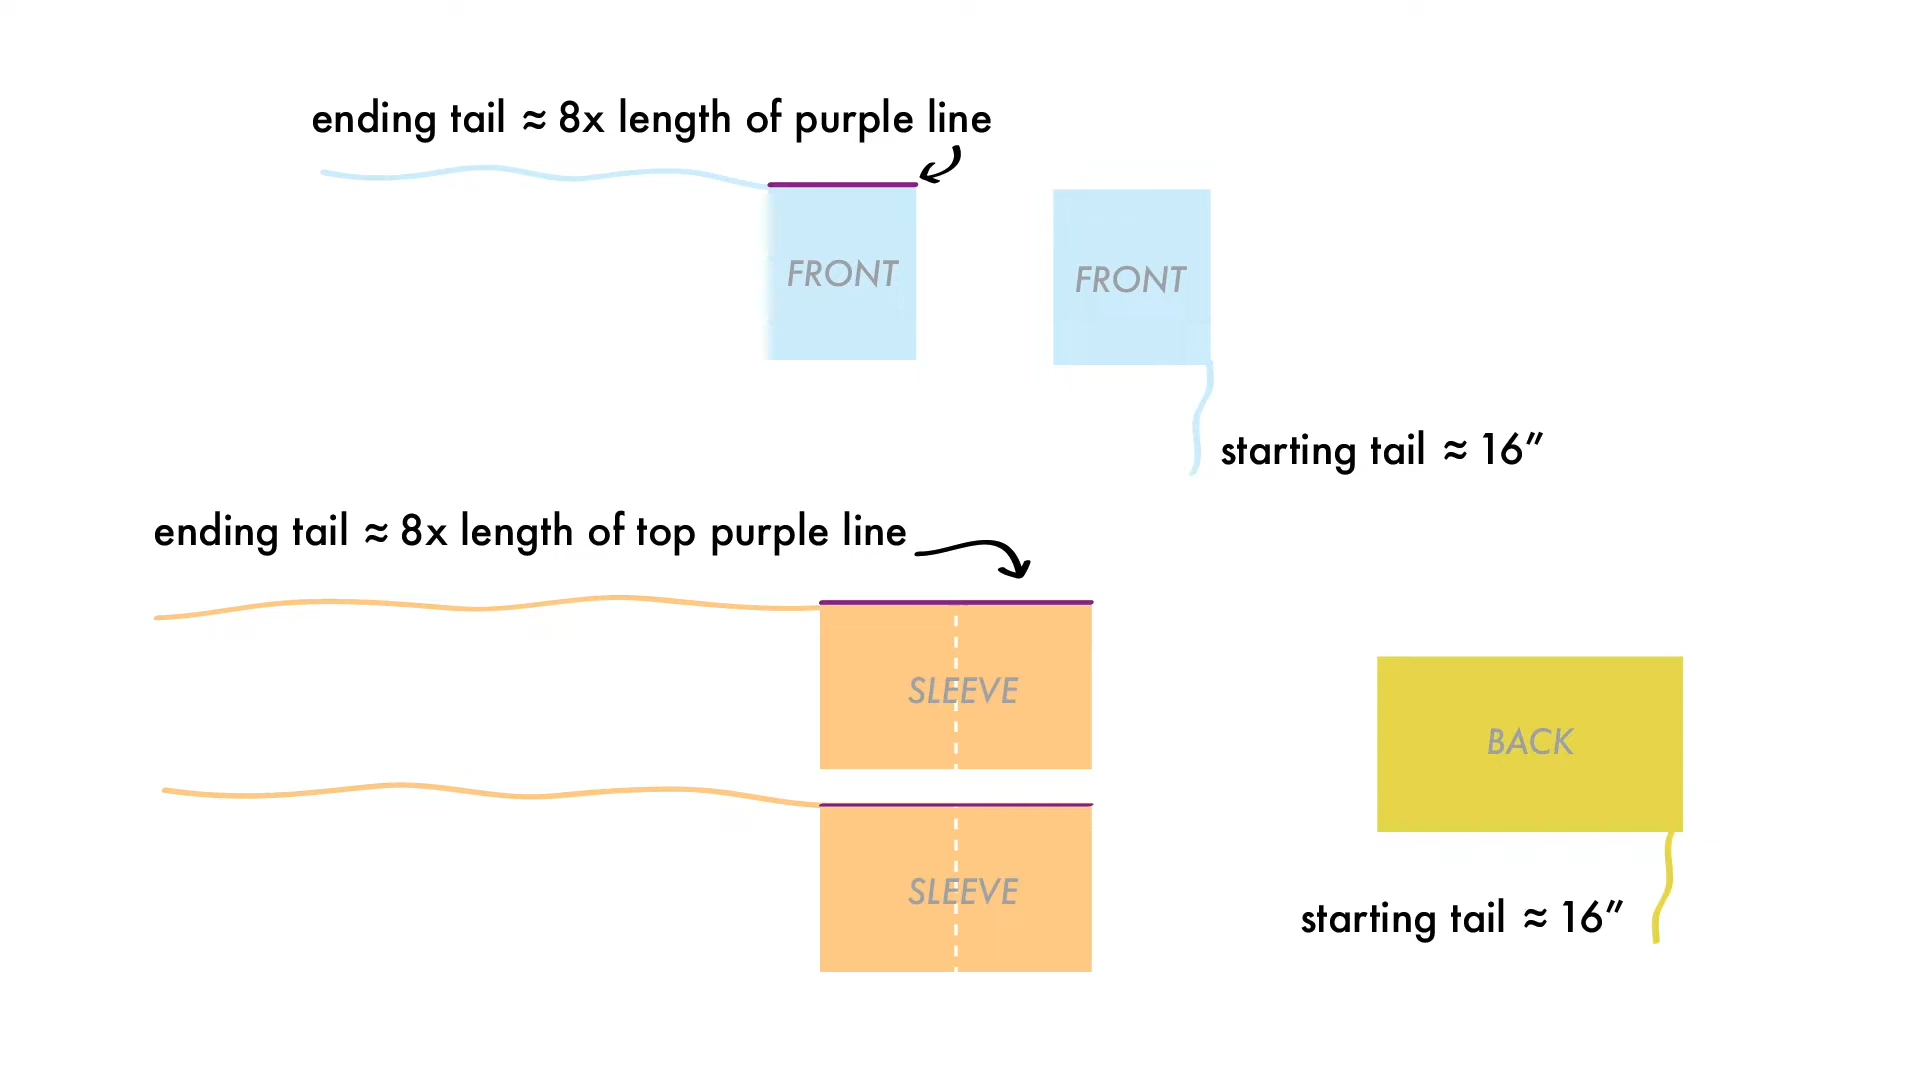 ending tail ≈ 8x length of purple line
FRONT
FRONT
starting tail ≈ 16”
ending tail ≈ 8x length of top purple line
SLEEVE
BACK
SLEEVE
starting tail ≈ 16”